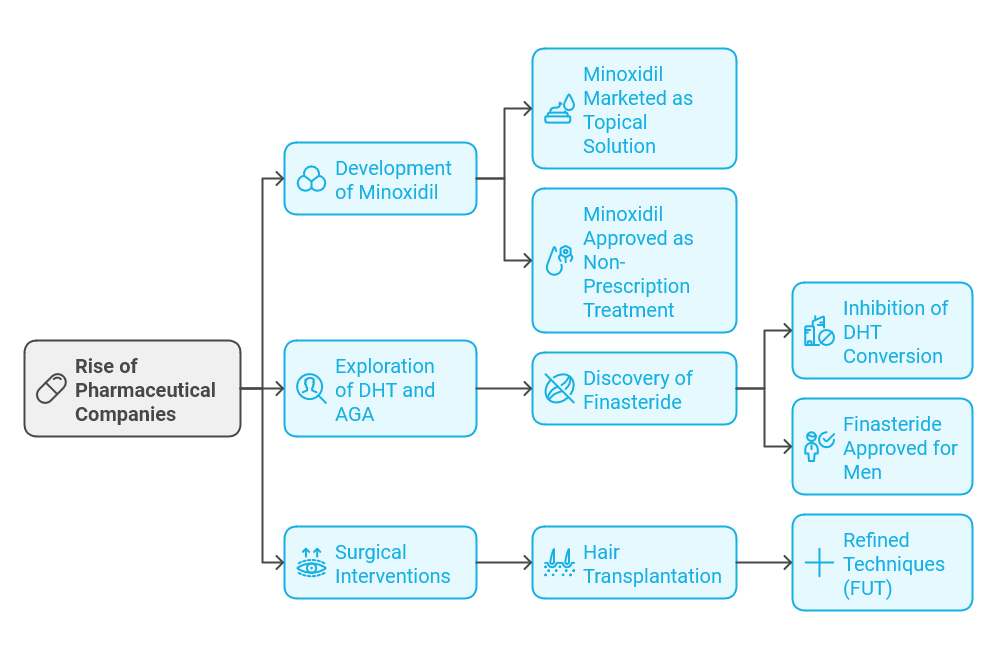 Rise of
Pharmaceutical
Companies
Development
of Minoxidil
Minoxidil
Marketed as
Topical
Solution
Minoxidil
Approved as
Non-
Prescription
Treatment
Exploration
of DHT and
AGA
Discovery of
Finasteride
Inhibition of
DHT
Conversion
Finasteride
Approved for
Men
Surgical
Interventions
Hair
Transplantation
Refined
Techniques
(FUT)